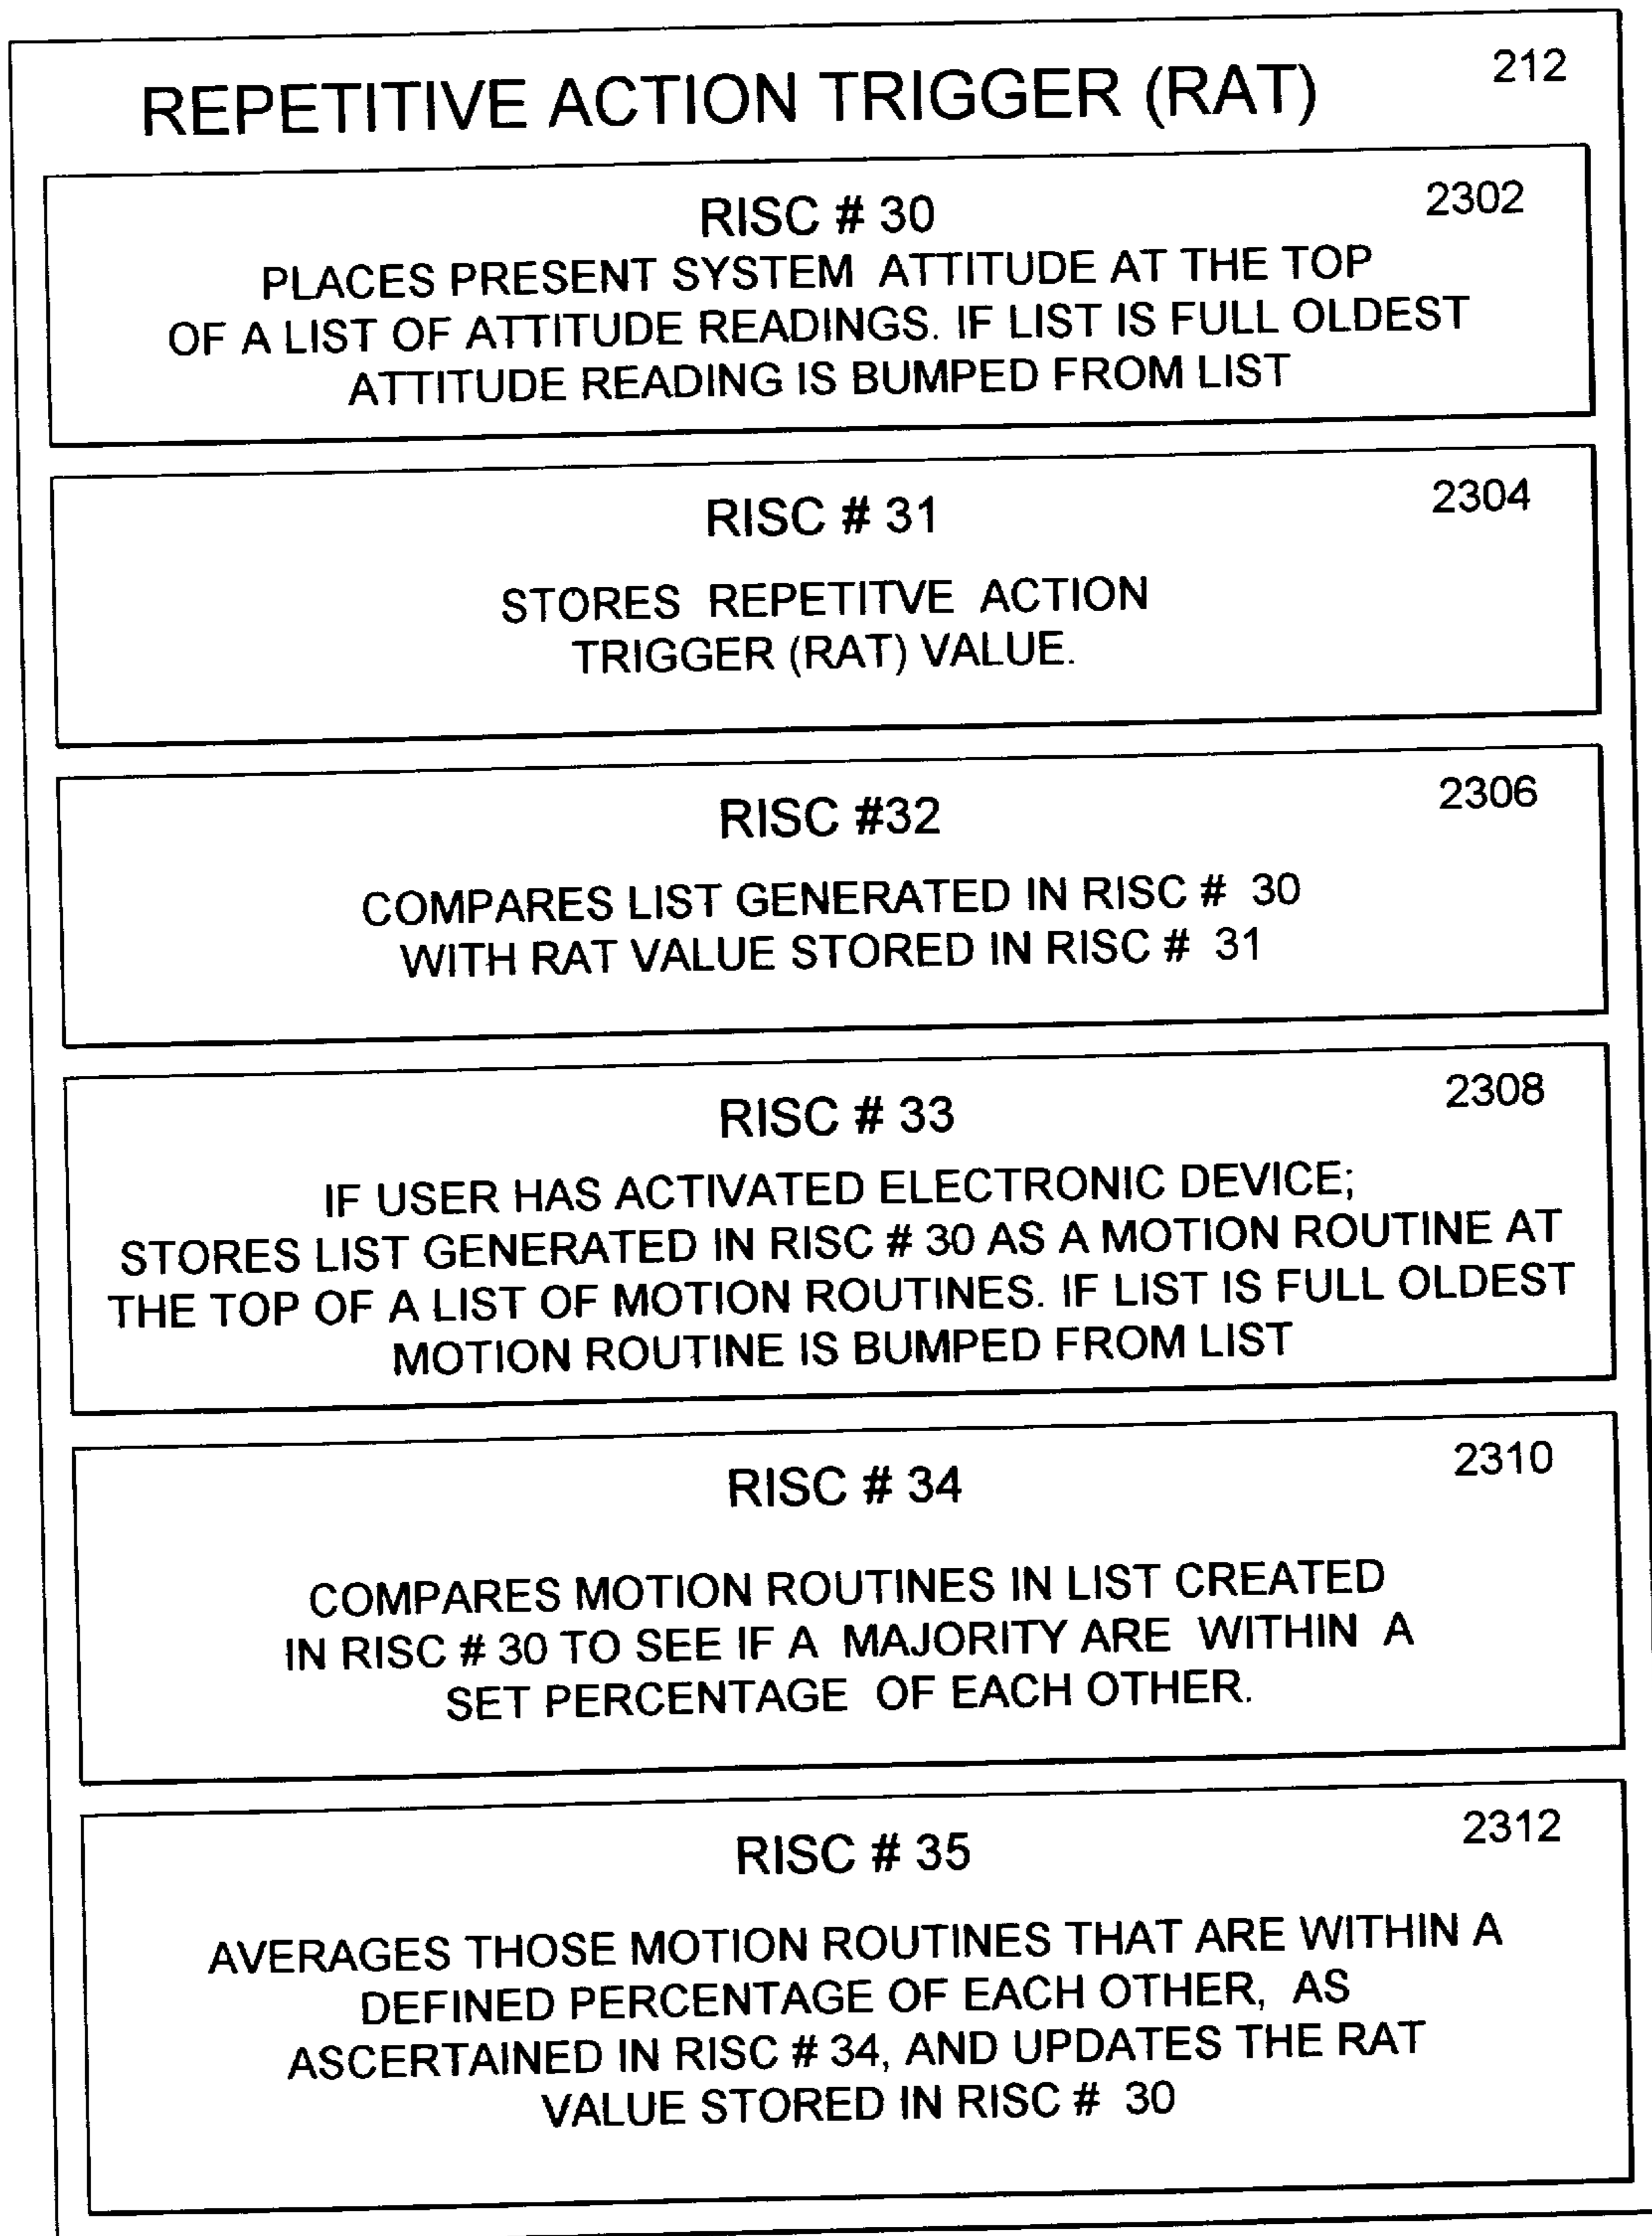 REPETITIVE ACTION TRIGGER (RAT) 212
RISC # 30 2302
PLACES PRESENT SYSTEM ATTITUDE AT THE TOP
OF A LIST OF ATTITUDE READINGS. IF LIST IS FULL OLDEST
ATTITUDE READING IS BUMPED FROM LIST
RISC # 31 2304
STORES REPETITVE ACTION
TRIGGER (RAT) VALUE.
RISC #32 2306
COMPARES LIST GENERATED IN RISC # 30
WITH RAT VALUE STORED IN RISC # 31
RISC # 33 2308
IF USER HAS ACTIVATED ELECTRONIC DEVICE;
STORES LIST GENERATED IN RISC # 30 AS A MOTION ROUTINE AT
THE TOP OF A LIST OF MOTION ROUTINES. IF LIST IS FULL OLDEST
MOTION ROUTINE IS BUMPED FROM LIST
RISC # 34 2310
COMPARES MOTION ROUTINES IN LIST CREATED
IN RISC # 30 TO SEE IF A MAJORITY ARE WITHIN A
SET PERCENTAGE OF EACH OTHER.
RISC # 35 2312
AVERAGES THOSE MOTION ROUTINES THAT ARE WITHIN A
DEFINED PERCENTAGE OF EACH OTHER, AS
ASCERTAINED IN RISC # 34, AND UPDATES THE RAT
VALUE STORED IN RISC # 30